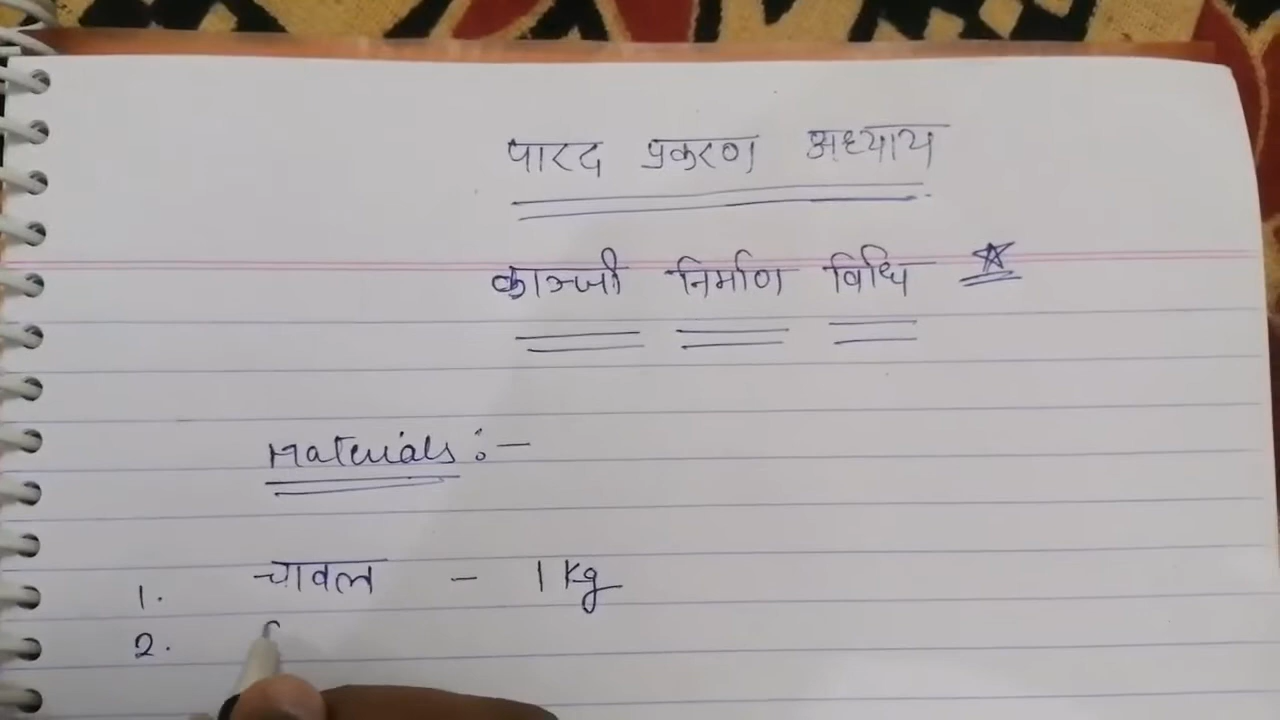 पारद प्रकरण अध्याय
काञ्जी निर्माण विधि
Materials :-
1. चावल - 1 kg
2.